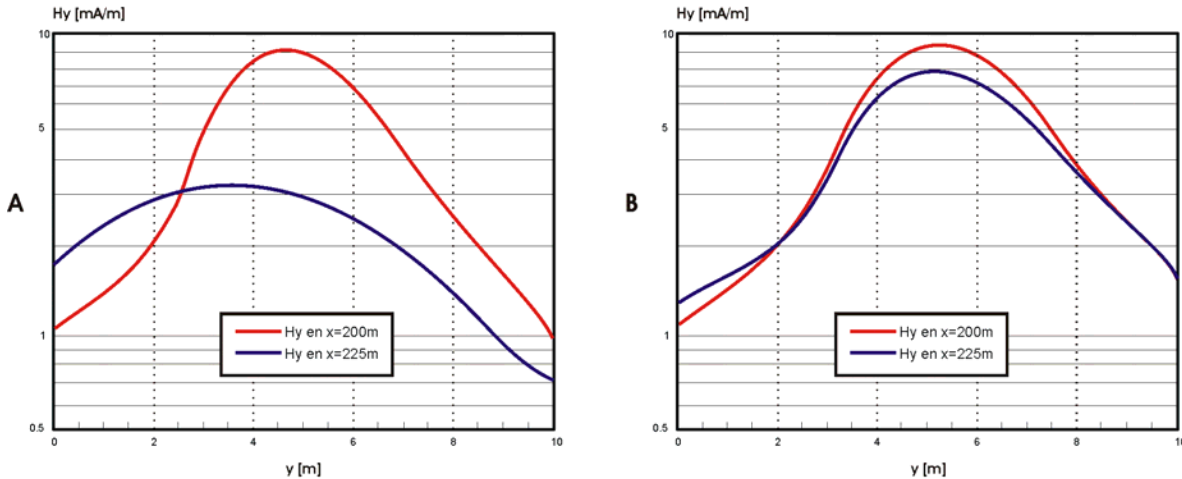 Hy [mA/m]
10
5
A
1
0.5
Hy en x=200m
Hy en x=225m
0 2 4 6 8 10
y [m]
Hy [mA/m]
10
5
B
1
0.5
Hy en x=200m
Hy en x=225m
0 2 4 6 8 10
y [m]